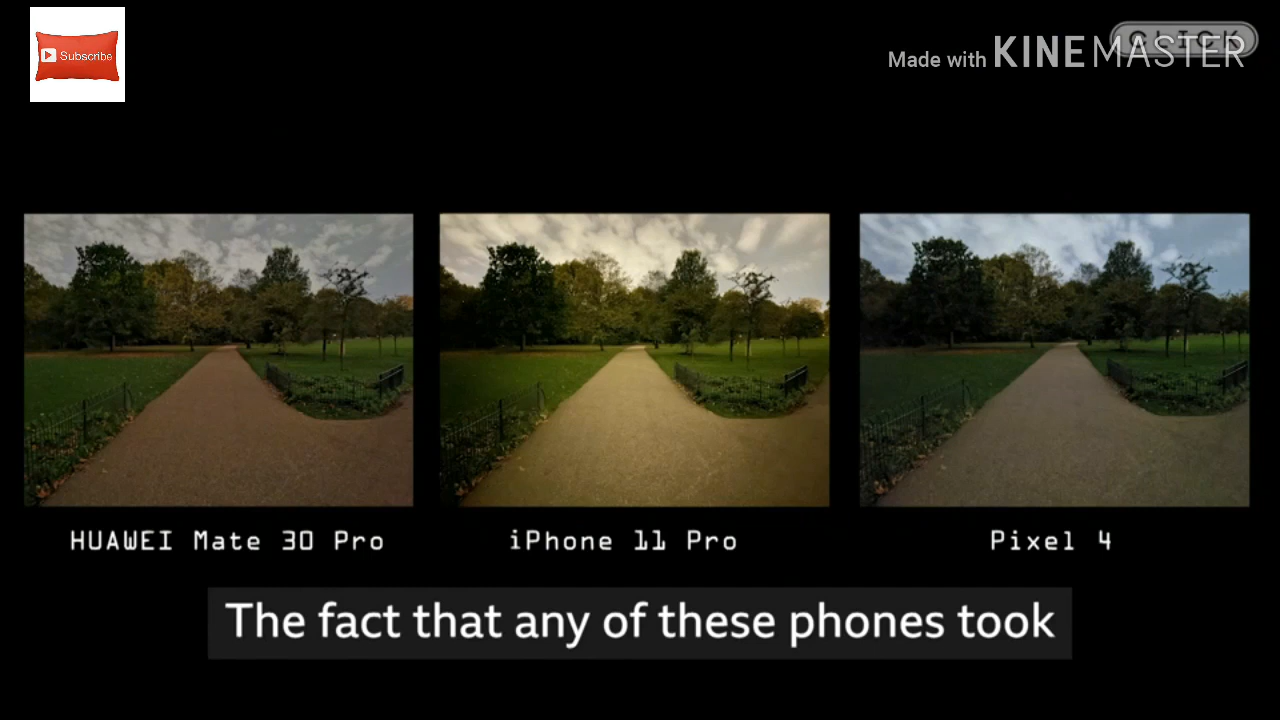 Subscribe
Made with KINEMASTER
CLICK
HUAWEI Mate 30 Pro
iPhone 11 Pro
Pixel 4
The fact that any of these phones took